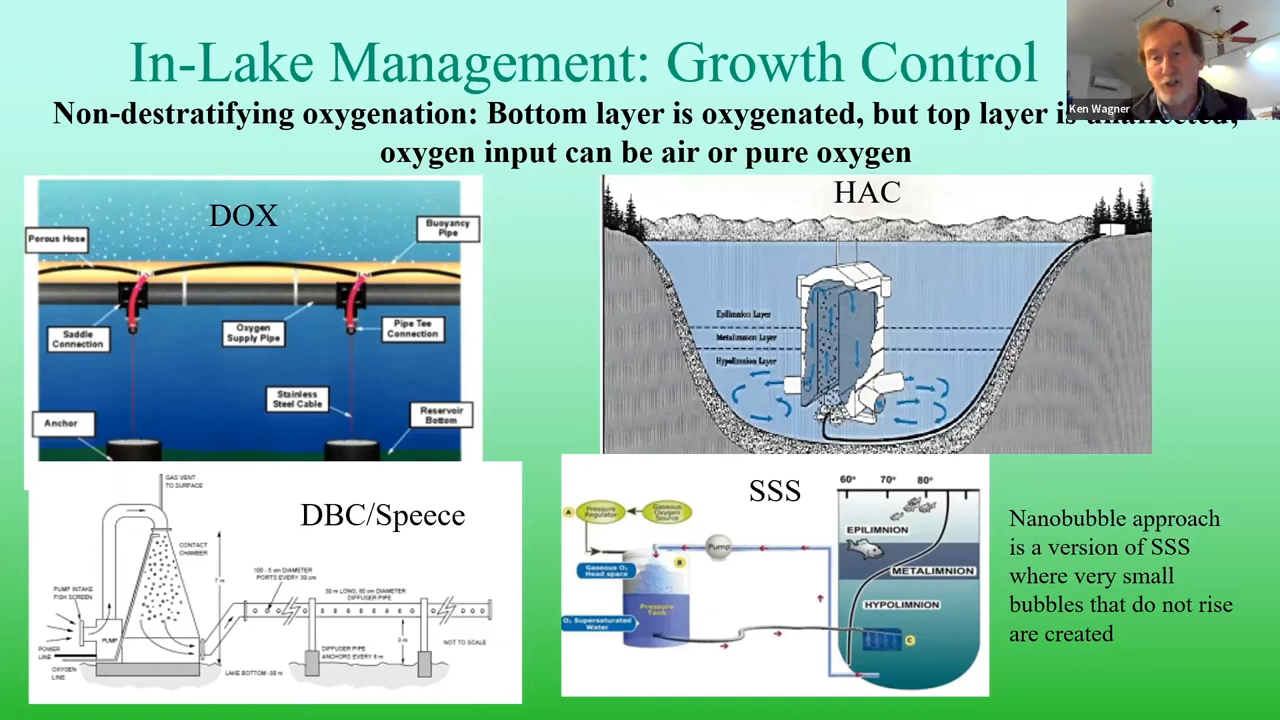 In-Lake Management: Growth Control
Ken Wagner
Non-destratifying oxygenation: Bottom layer is oxygenated, but top layer is unaffected,
oxygen input can be air or pure oxygen
DOX
Porous Hose
Buoyancy
Pipe
Saddle
Connection
Oxygen
Supply Pipe
Pipe Tee
Connection
Stainless
Steel Cable
Anchor
Reservoir
Bottom
HAC
Epilimnion Layer
Metalimnion Layer
Hypolimnion Layer
DBC/Speece
GAS VENT
TO SURFACE
CONTACT
CHAMBER
7 m
PUMP INTAKE
FISH SCREEN
PUMP
POWER
LINE
OXYGEN
LINE
DIAMETER
PORTS EVERY 30 cm
30 m LONG, 60 cm DIAMETER
DIFFUSER PIPE
3 m
NOT TO SCALE
DIFFUSER PIPE
ANCHORS EVERY 6 m
LAKE BOTTOM -30 m
SSS
A
Pressure
Regulator
Gaseous
Oxygen
Source
Pump
B
Gaseous O₂
Head space
Pressure
Tank
O₂ Supersaturated
Water
C
60° 70° 80°
EPILIMNION
METALIMNION
HYPOLIMNION
Nanobubble approach
is a version of SSS
where very small
bubbles that do not rise
are created